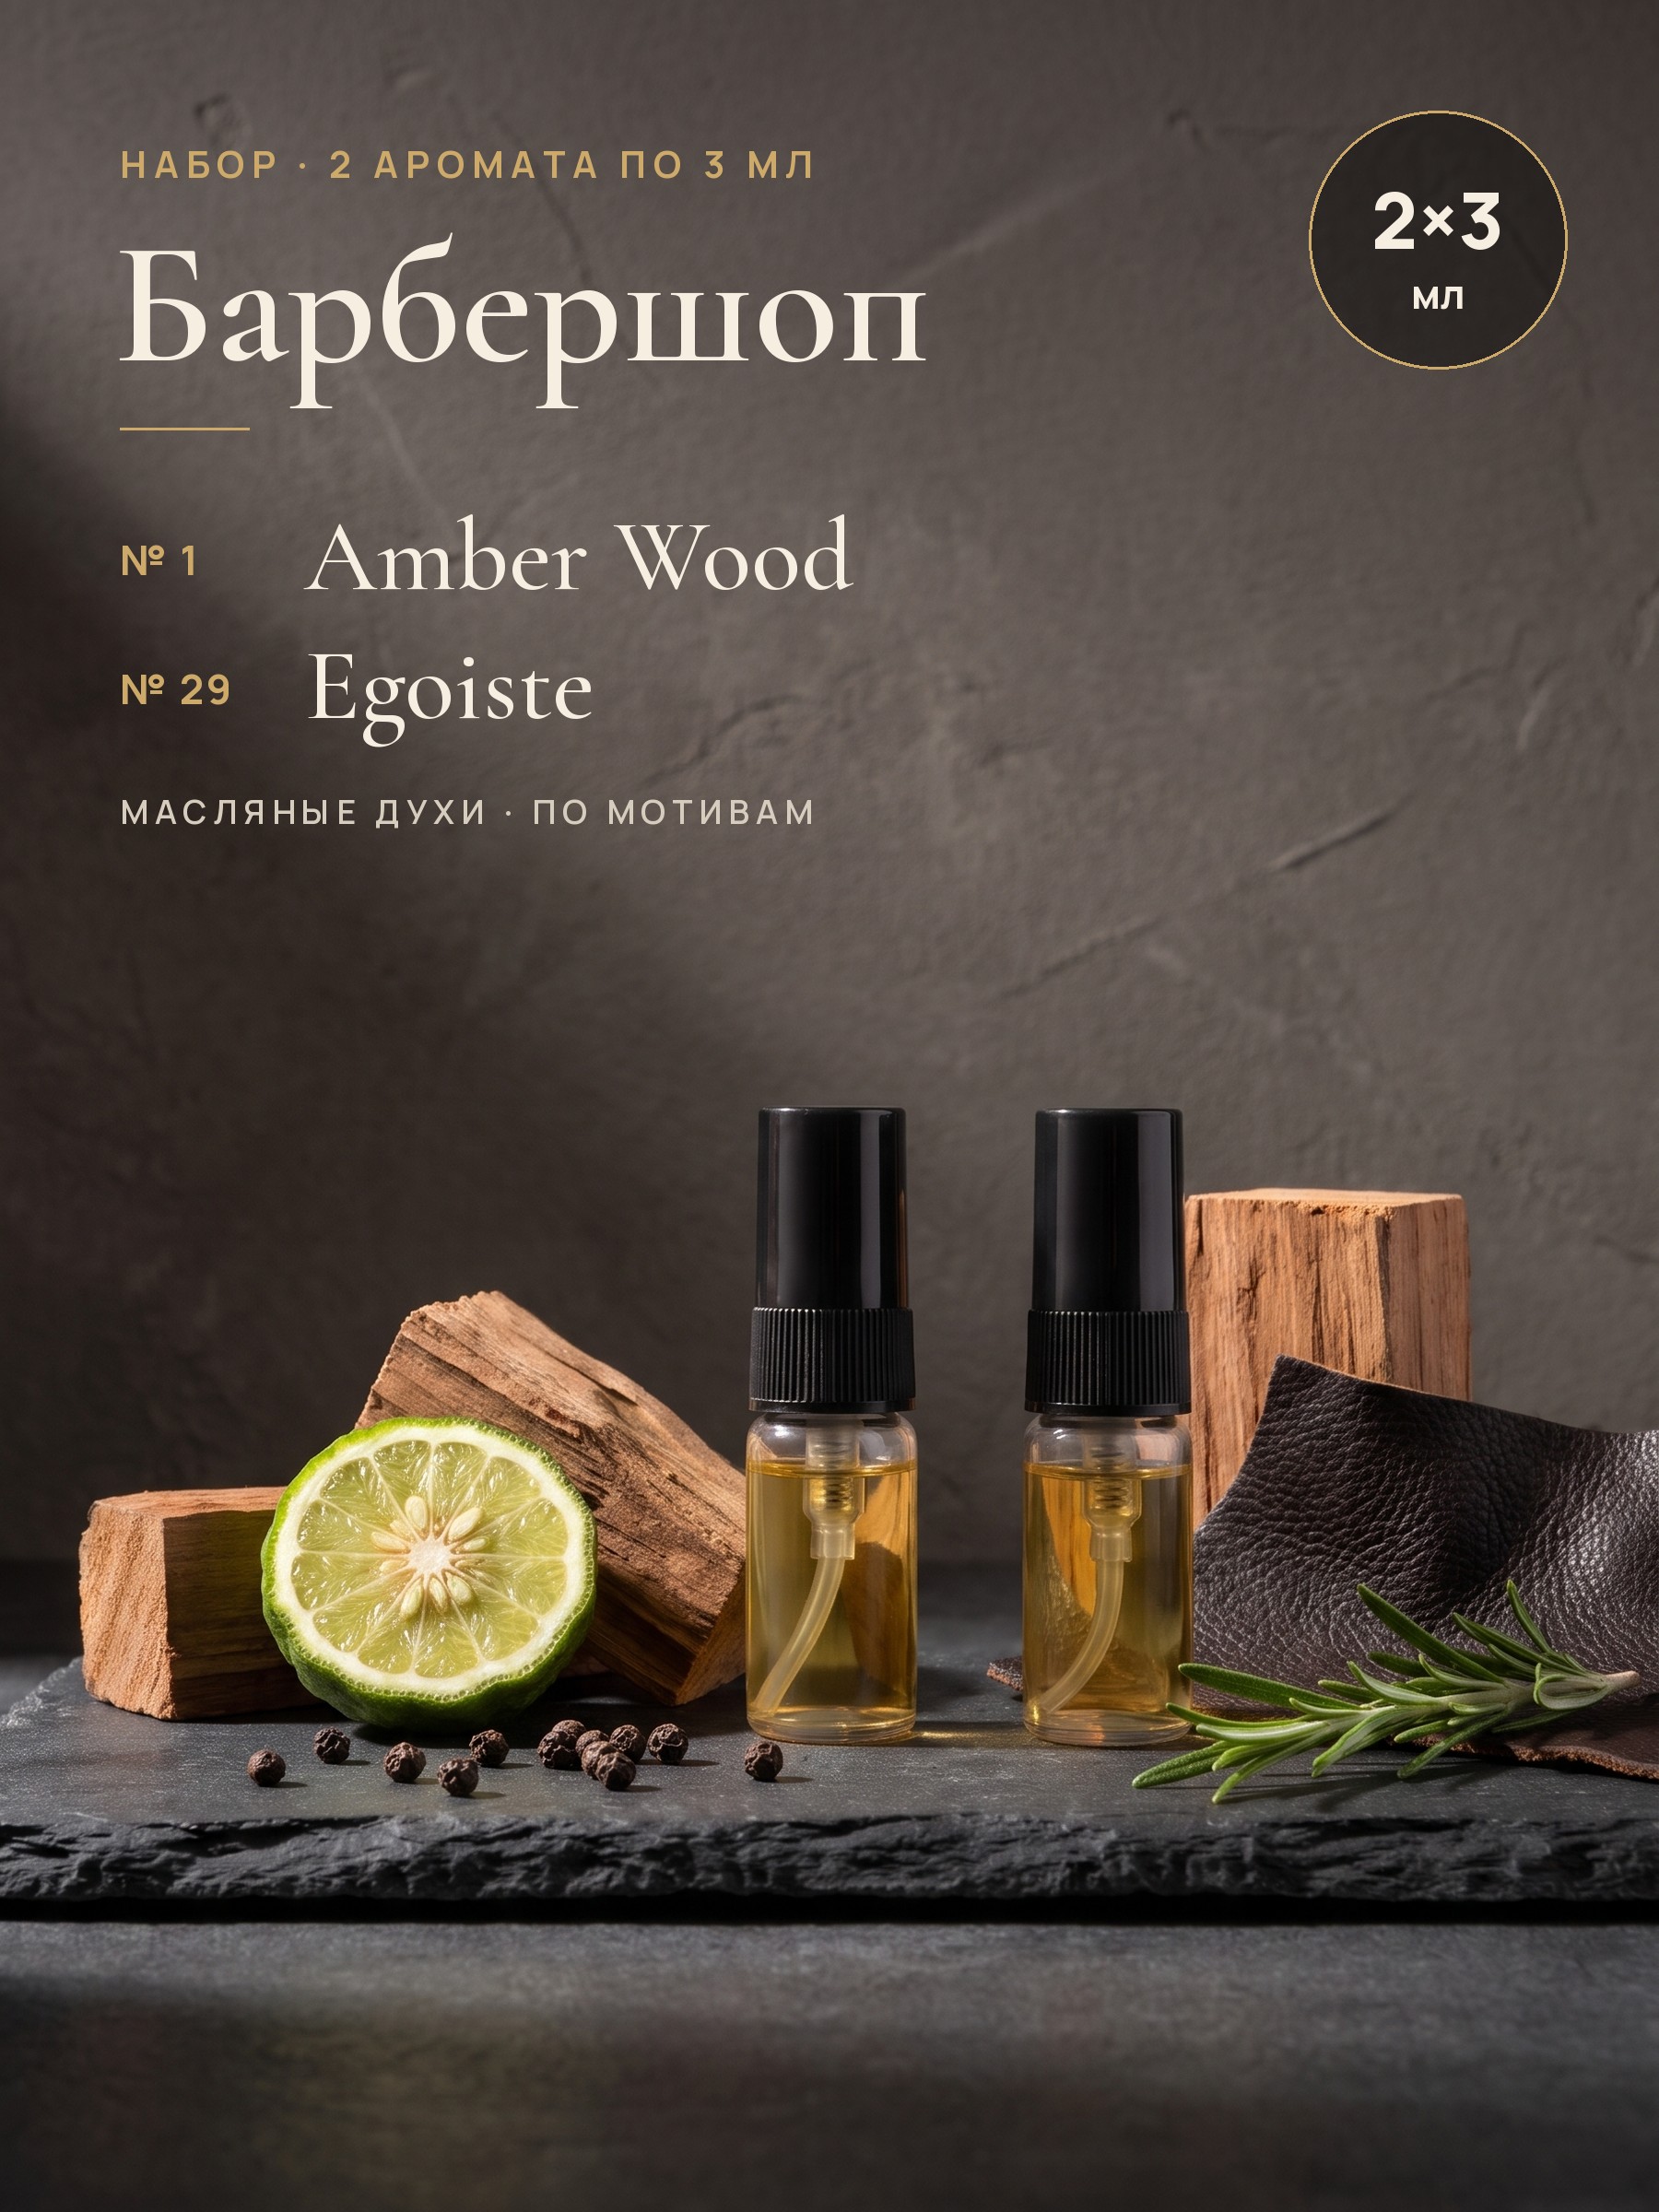 НАБОР · 2 АРОМАТА ПО 3 МЛ
Барбершоп
2×3
мл
№ 1 Amber Wood
№ 29 Egoiste
МАСЛЯНЫЕ ДУХИ · ПО МОТИВАМ